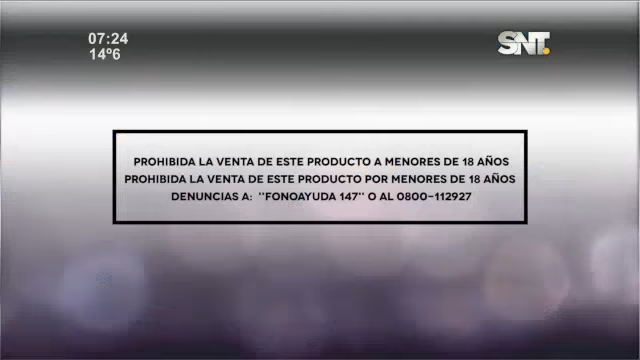 07:24
14°6
SNT.
PROHIBIDA LA VENTA DE ESTE PRODUCTO A MENORES DE 18 AÑOS
PROHIBIDA LA VENTA DE ESTE PRODUCTO POR MENORES DE 18 AÑOS
DENUNCIAS A: "FONOAYUDA 147" O AL 0800-112927